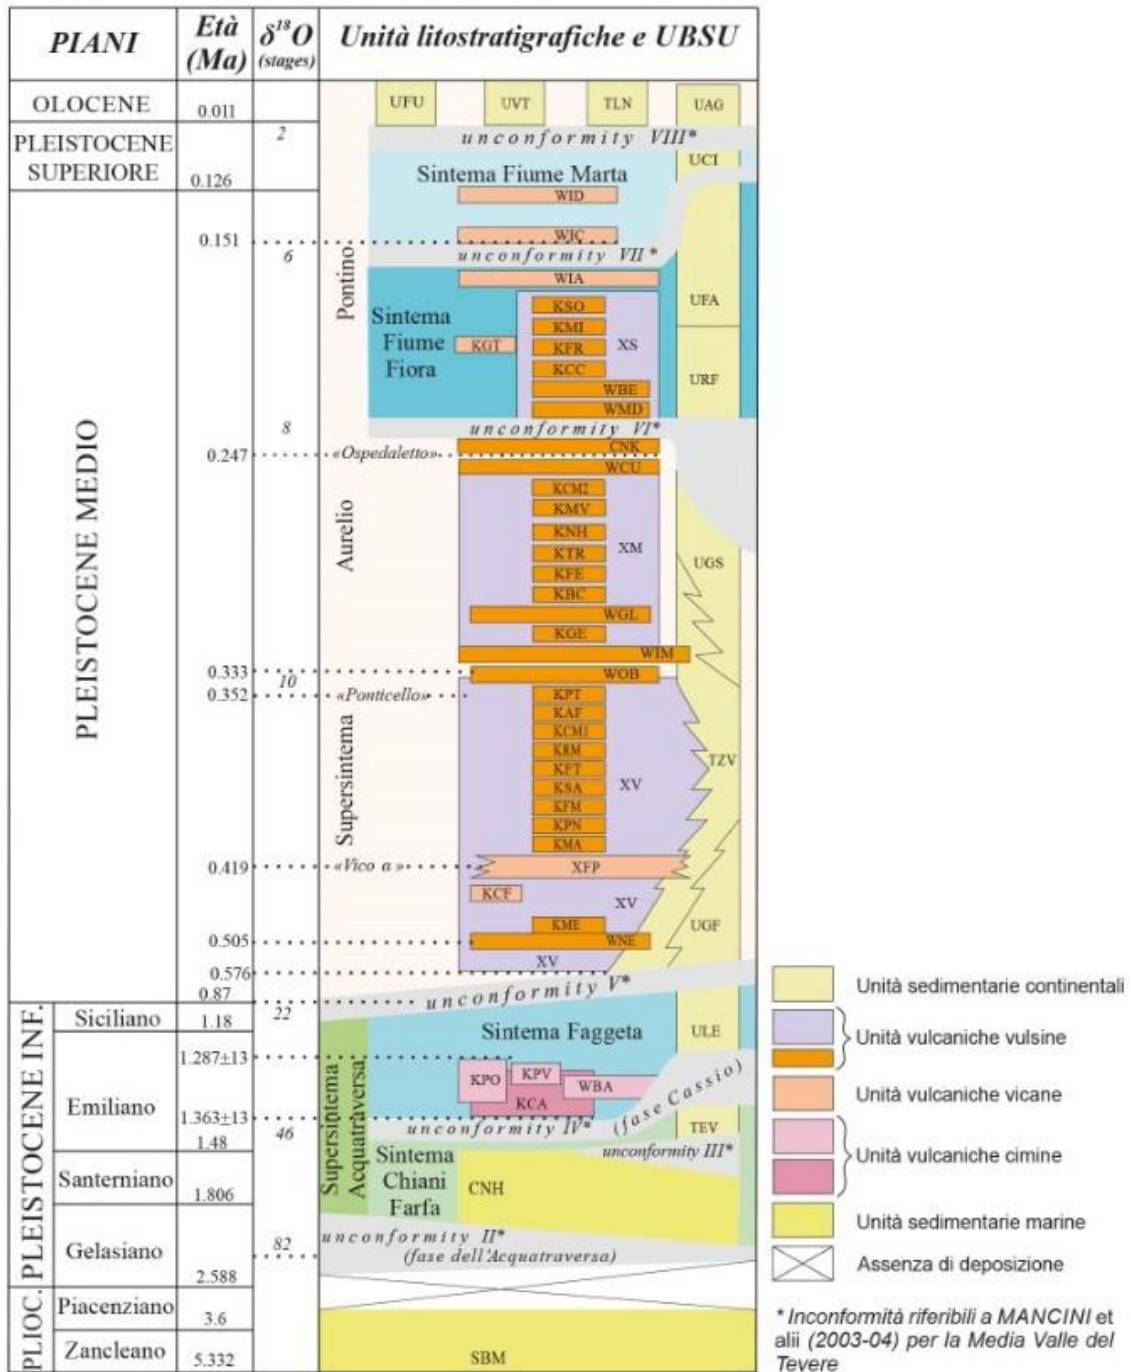 PIANI
Età
(Ma)
δ¹⁸O
(stages)
Unità litostratigrafiche e UBSU
OLOCENE
0.011
UFU
UVT
TLN
UAG
2
unconformity VIII*
PLEISTOCENE
SUPERIORE
0.126
UCI
Sintema Fiume Marta
WID
WIC
0.151
6
unconformity VII *
Pontino
WIA
Sintema
Fiume
Fiora
KSO
KMI
KGT
KFR
XS
KCC
WBE
WMD
UFA
URF
PLEISTOCENE MEDIO
8
unconformity VI*
CNK
0.247
«Ospedaletto»
WCU
KCM2
KMV
Aurelio
KNH
KTR
XM
KFE
KBC
WGL
KGE
UGS
WIM
0.333
WOB
10
0.352
«Ponticello»
KPT
KAF
KCM1
Supersintema
KRM
KFT
TZV
KSA
XV
KFM
KPN
KMA
0.419
«Vico α»
XFP
KCF
XV
KME
UGF
0.505
WNE
XV
0.576
0.87
unconformity V*
22
PLIOC. PLEISTOCENE INF.
Siciliano
1.18
Sintema Faggeta
ULE
1.287±13
Supersintema
Acquatraversa
KPO
KPV
WBA
KCA
Emiliano
(fase Cassio)
1.363±13
unconformity IV*
46
1.48
TEV
unconformity III*
Sintema
Chiani
Farfa
Santerniano
1.806
CNH
Gelasiano
82
2.588
unconformity II*
(fase dell'Acquatraversa)
Piacenziano
3.6
Zancleano
5.332
SBM
Unità sedimentarie continentali
Unità vulcaniche vulsine
Unità vulcaniche vicane
Unità vulcaniche cimine
Unità sedimentarie marine
Assenza di deposizione
* Inconformità riferibili a MANCINI et
alii (2003-04) per la Media Valle del
Tevere